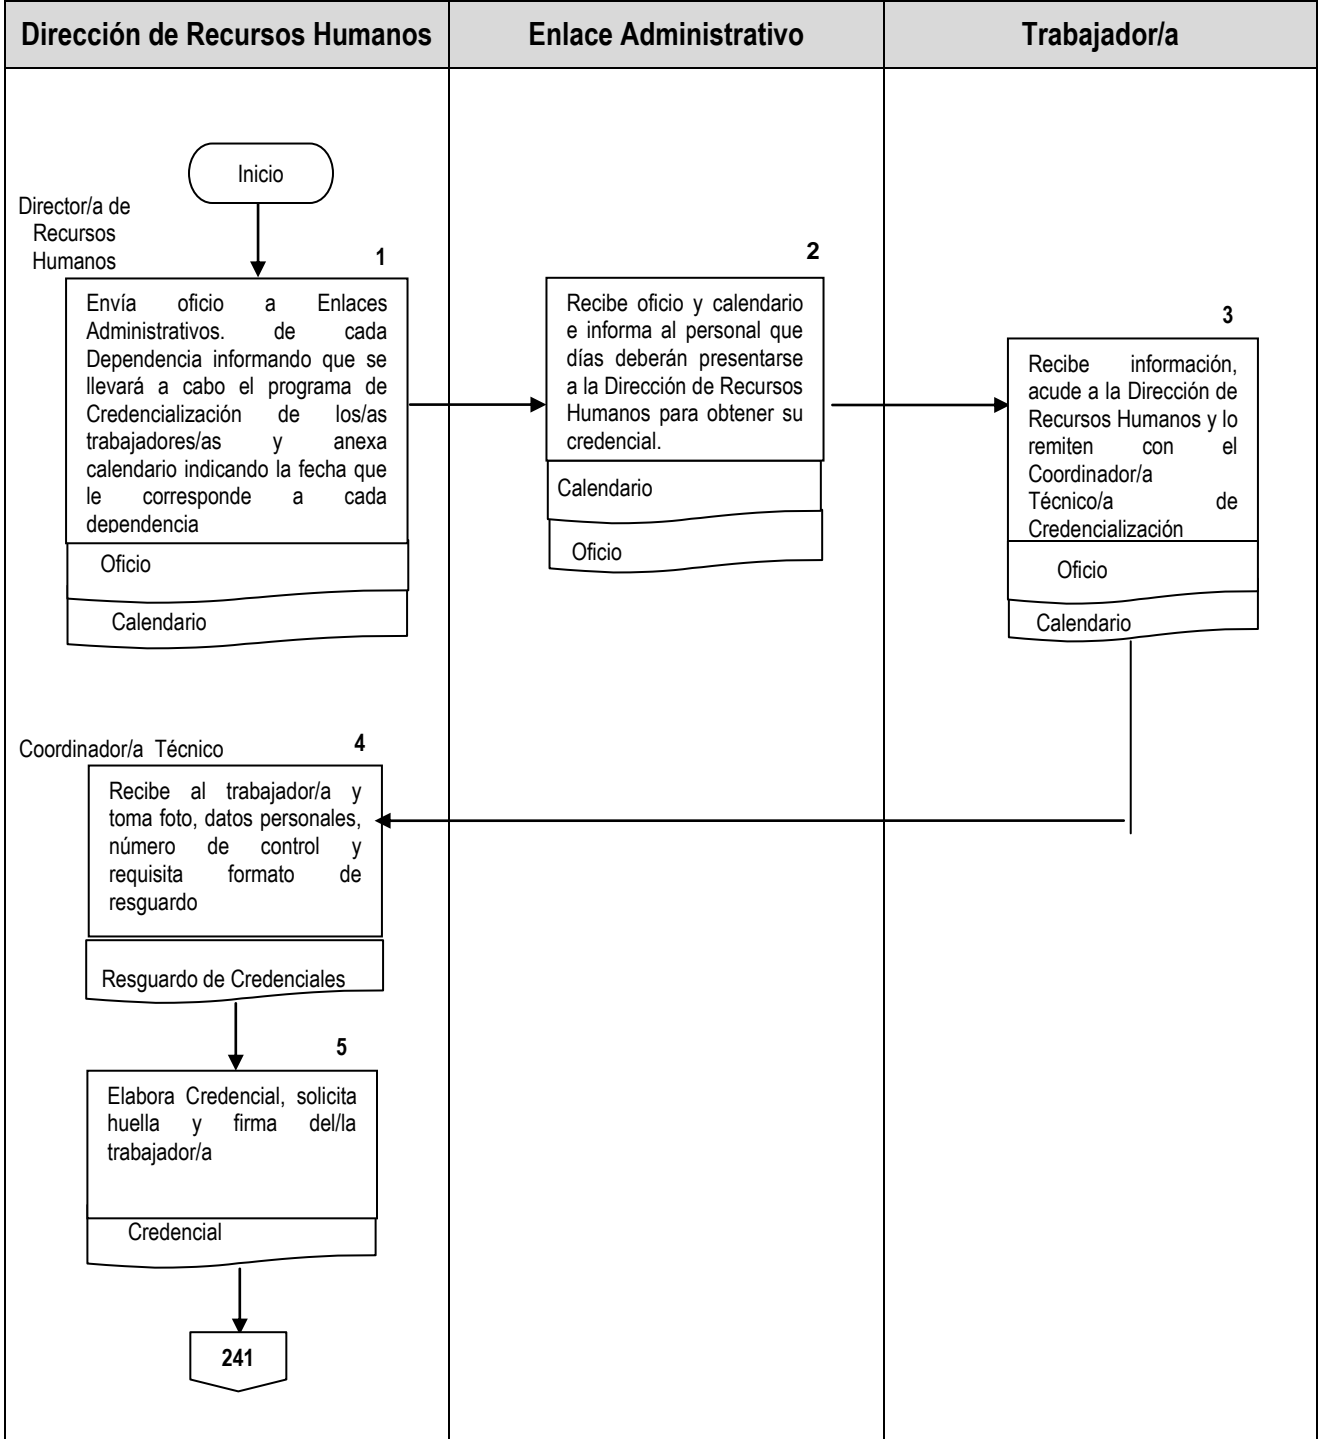 Dirección de Recursos Humanos
Enlace Administrativo
Trabajador/a
Inicio
Director/a de
Recursos
Humanos
1
Envía oficio a Enlaces
Administrativos. de cada
Dependencia informando que se
llevará a cabo el programa de
Credencialización de los/as
trabajadores/as y anexa
calendario indicando la fecha que
le corresponde a cada
dependencia
Oficio
Calendario
2
Recibe oficio y calendario
e informa al personal que
días deberán presentarse
a la Dirección de Recursos
Humanos para obtener su
credencial.
Calendario
Oficio
3
Recibe información,
acude a la Dirección de
Recursos Humanos y lo
remiten con el
Coordinador/a
Técnico/a de
Credencialización
Oficio
Calendario
Coordinador/a Técnico
4
Recibe al trabajador/a y
toma foto, datos personales,
número de control y
requisita formato de
resguardo
Resguardo de Credenciales
5
Elabora Credencial, solicita
huella y firma del/la
trabajador/a
Credencial
241